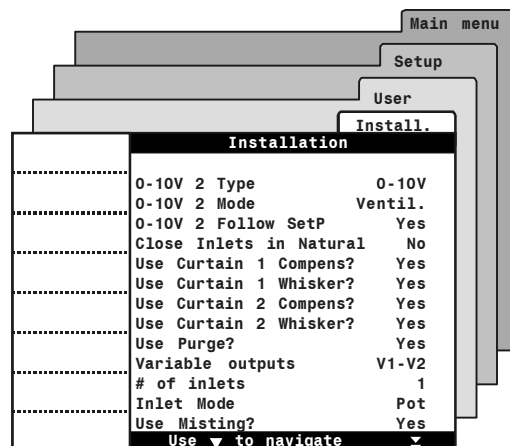 Main menu
Setup
User
Install.
Installation
0-10V 2 Type 0-10V
0-10V 2 Mode Ventil.
0-10V 2 Follow SetP Yes
Close Inlets in Natural No
Use Curtain 1 Compens? Yes
Use Curtain 1 Whisker? Yes
Use Curtain 2 Compens? Yes
Use Curtain 2 Whisker? Yes
Use Purge? Yes
Variable outputs V1-V2
# of inlets 1
Inlet Mode Pot
Use Misting? Yes
Use ▼ to navigate